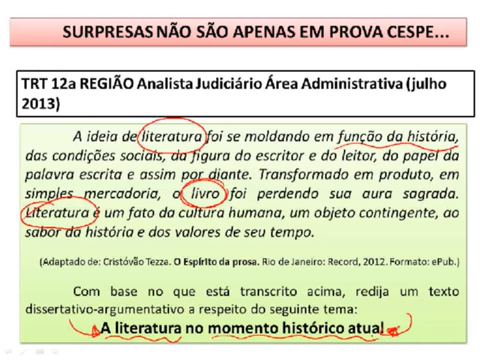 SURPRESAS NÃO SÃO APENAS EM PROVA CESPE...
TRT 12a REGIÃO Analista Judiciário Área Administrativa (julho
2013)
A ideia de literatura foi se moldando em função da história,
das condições sociais, da figura do escritor e do leitor, do papel da
palavra escrita e assim por diante. Transformado em produto, em
simples mercadoria, o livro foi perdendo sua aura sagrada.
Literatura é um fato da cultura humana, um objeto contingente, ao
sabor da história e dos valores de seu tempo.
(Adaptado de: Cristóvão Tezza. O Espírito da prosa. Rio de Janeiro: Record, 2012. Formato: ePub.)
Com base no que está transcrito acima, redija um texto
dissertativo-argumentativo a respeito do seguinte tema:
A literatura no momento histórico atual